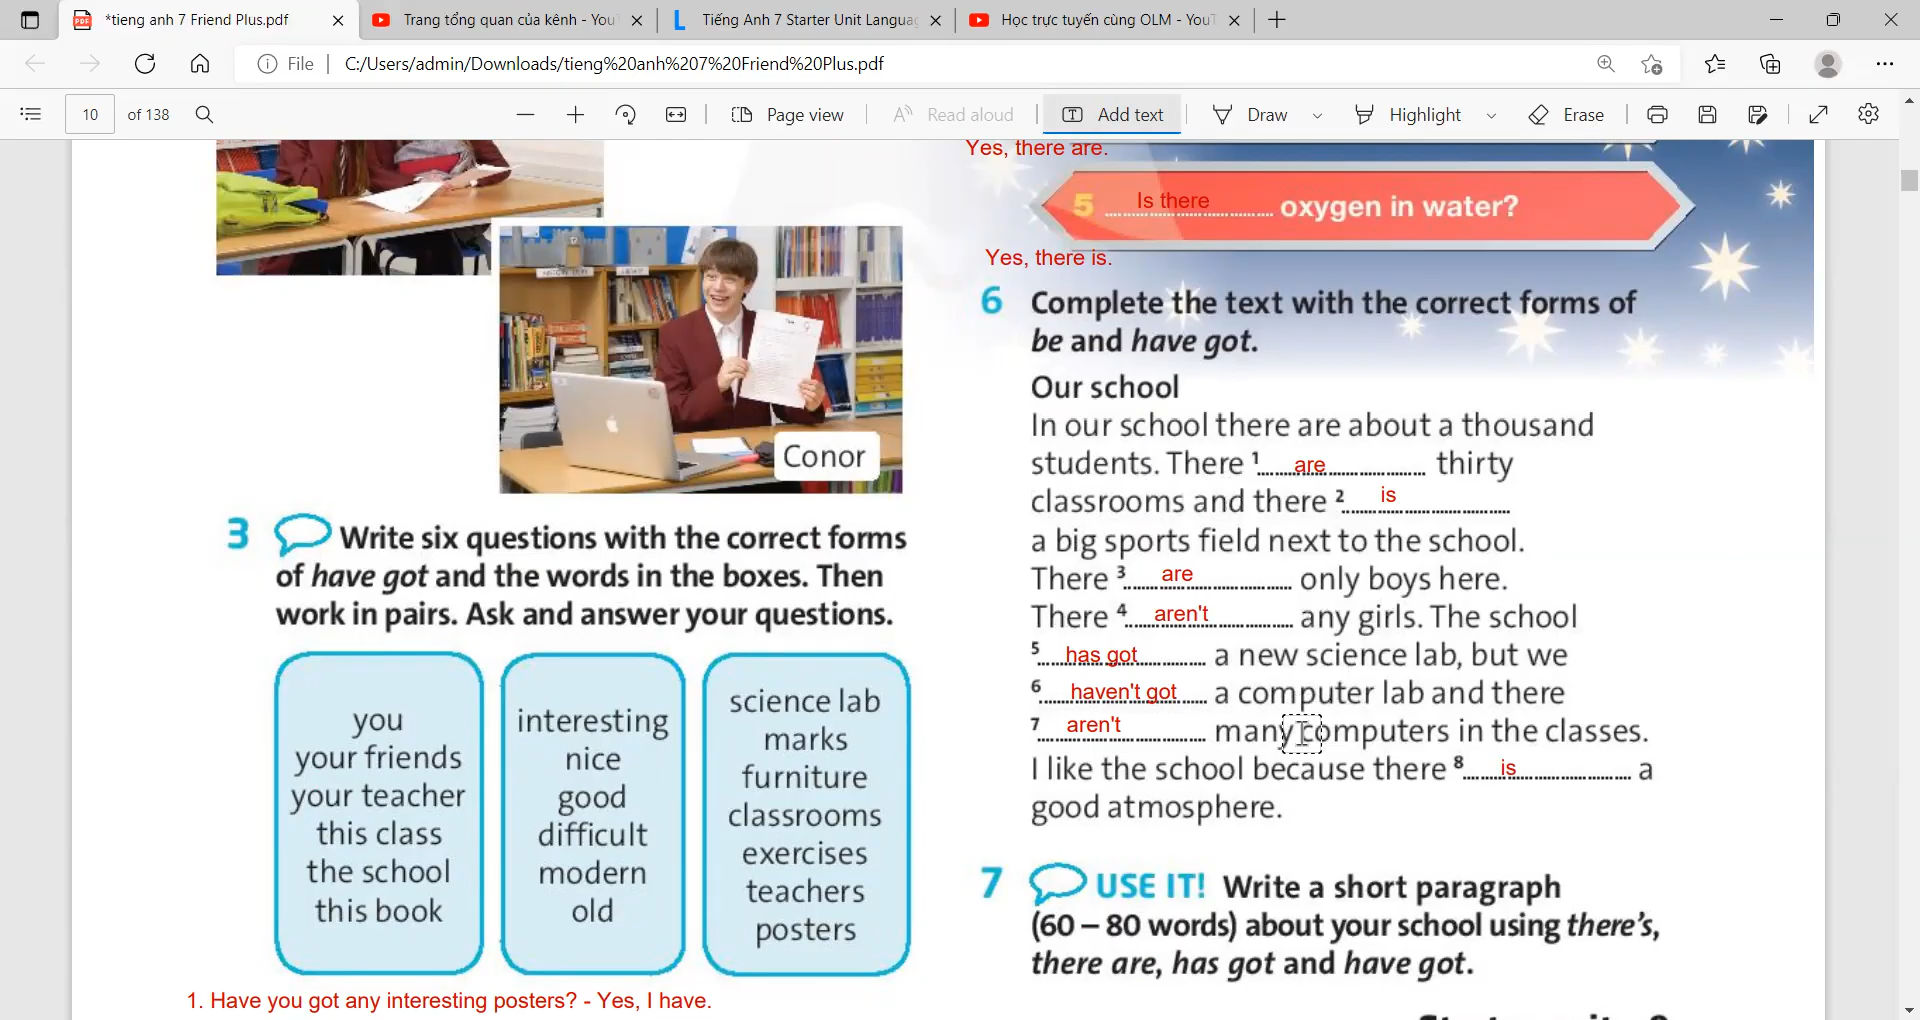 *tieng anh 7 Friend Plus.pdf
Trang tổng quan của kênh - You
Tiếng Anh 7 Starter Unit Langua
Học trực tuyến cùng OLM - YouT
File
C:/Users/admin/Downloads/tieng%20anh%207%20Friend%20Plus.pdf
10 of 138
Page view
Read aloud
Add text
Draw
Highlight
Erase
Conor
3 Write six questions with the correct forms
of have got and the words in the boxes. Then
work in pairs. Ask and answer your questions.
you
your friends
your teacher
this class
the school
this book
interesting
nice
good
difficult
modern
old
science lab
marks
furniture
classrooms
exercises
teachers
posters
1. Have you got any interesting posters? - Yes, I have.
Yes, there are.
5 Is there oxygen in water?
Yes, there is.
6 Complete the text with the correct forms of
be and have got.
Our school
In our school there are about a thousand
students. There 1 are thirty
classrooms and there 2 is
a big sports field next to the school.
There 3 are only boys here.
There 4 aren't any girls. The school
5 has got a new science lab, but we
6 haven't got a computer lab and there
7 aren't many computers in the classes.
I like the school because there 8 is a
good atmosphere.
7 USE IT! Write a short paragraph
(60 – 80 words) about your school using there's,
there are, has got and have got.